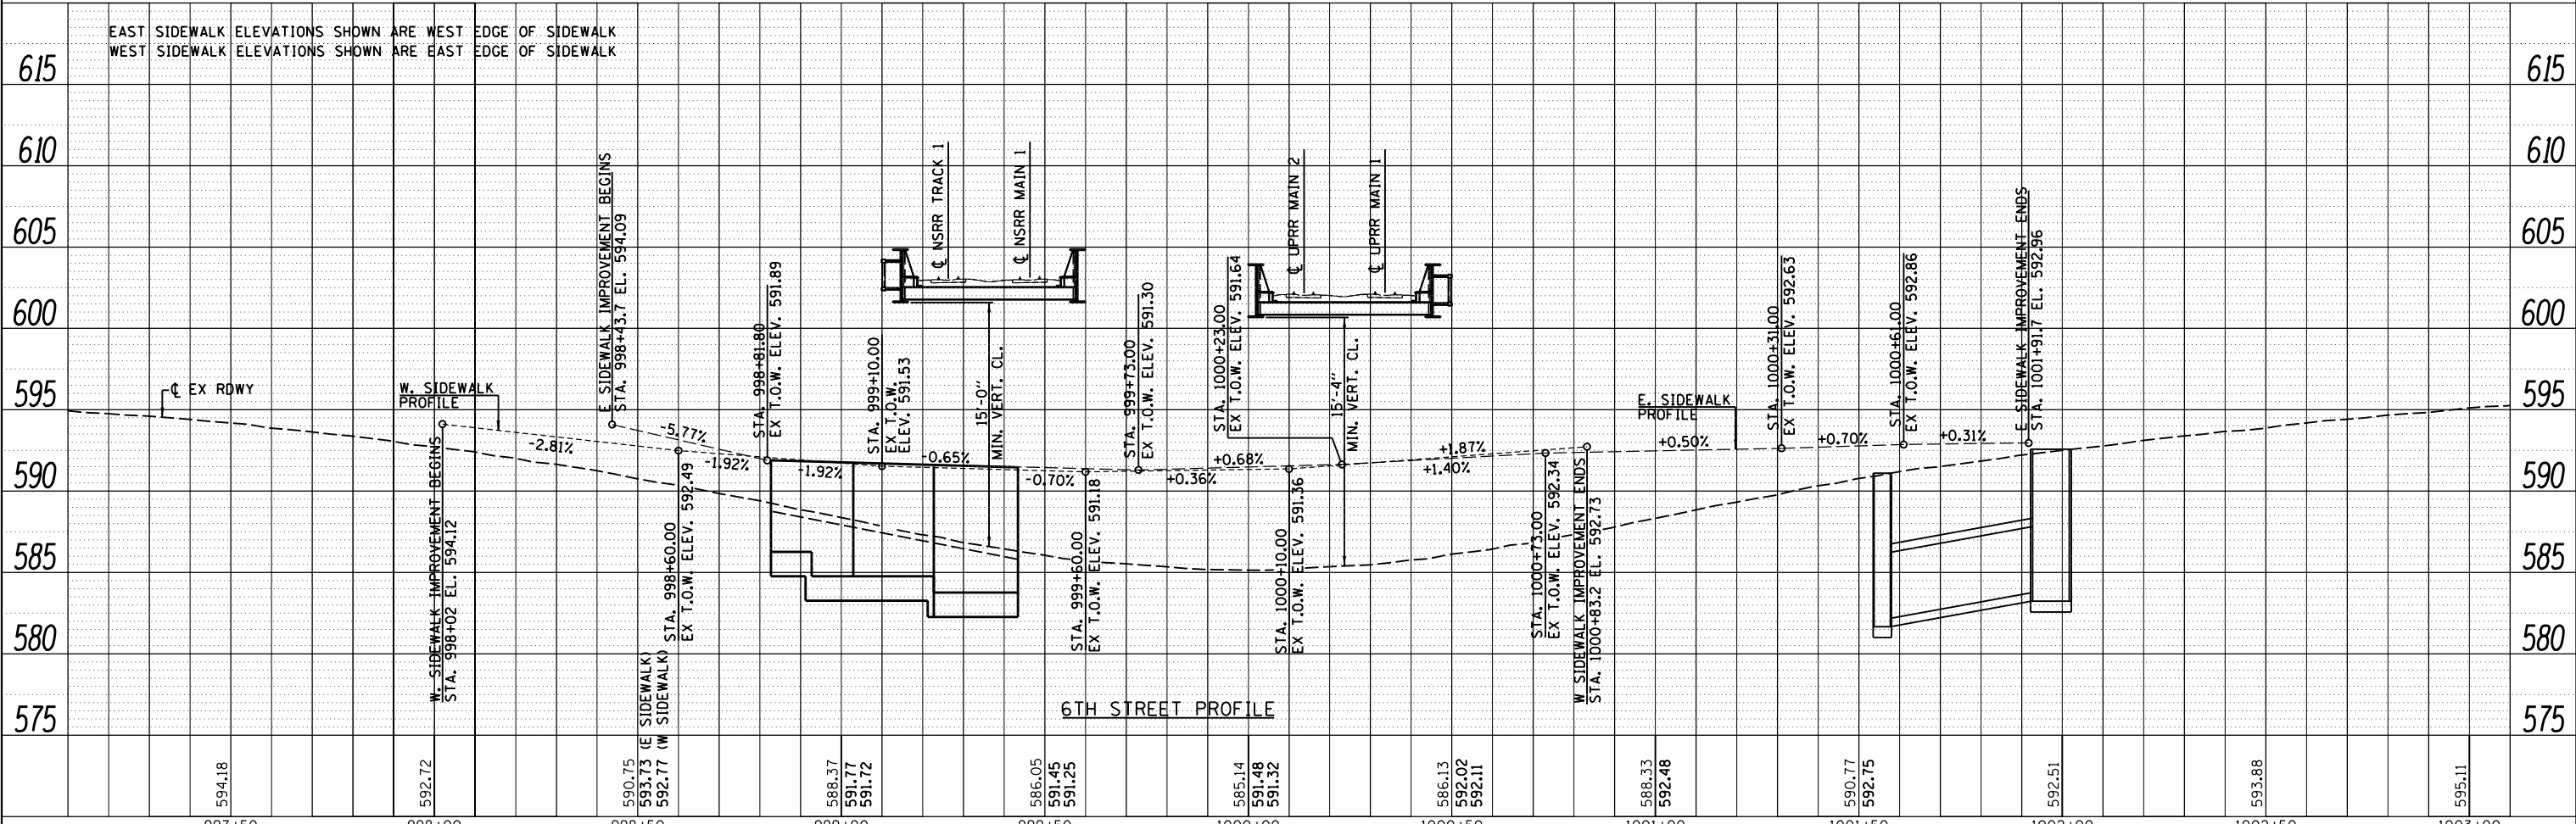 EAST SIDEWALK ELEVATIONS SHOWN ARE WEST EDGE OF SIDEWALK
WEST SIDEWALK ELEVATIONS SHOWN ARE EAST EDGE OF SIDEWALK
615
610
605
600
595
590
585
580
575
615
610
605
600
595
590
585
580
575
℄ EX RDWY
W. SIDEWALK
PROFILE
W. SIDEWALK IMPROVEMENT BEGINS
STA. 998+02 EL. 594.12
-2.81%
E SIDEWALK IMPROVEMENT BEGINS
STA. 998+43.7 EL. 594.09
-5.77%
STA. 998+60.00
EX T.O.W. ELEV. 592.49
-1.92%
STA. 998+81.80
EX T.O.W. ELEV. 591.89
-1.92%
STA. 999+10.00
EX T.O.W.
ELEV. 591.53
℄ NSRR TRACK 1
℄ NSRR MAIN 1
-0.65%
15'-0"
MIN. VERT. CL.
-0.70%
STA. 999+60.00
EX T.O.W. ELEV. 591.18
STA. 999+73.00
EX T.O.W. ELEV. 591.30
+0.68%
+0.36%
STA. 1000+23.00
EX T.O.W. ELEV. 591.64
STA. 1000+10.00
EX T.O.W. ELEV. 591.36
℄ UPRR MAIN 2
℄ UPRR MAIN 1
15'-4"
MIN. VERT. CL.
+1.87%
+1.40%
STA. 1000+73.00
EX T.O.W. ELEV. 592.34
W SIDEWALK IMPROVEMENT ENDS
STA. 1000+83.2 EL. 592.73
E. SIDEWALK
PROFILE
+0.50%
STA. 1000+31.00
EX T.O.W. ELEV. 592.63
+0.70%
STA. 1000+61.00
EX T.O.W. ELEV. 592.86
+0.31%
E SIDEWALK IMPROVEMENT ENDS
STA. 1001+91.7 EL. 592.96
6TH STREET PROFILE
594.18
592.72
590.75
593.73 (E SIDEWALK)
592.77 (W SIDEWALK)
588.37
591.77
591.72
586.05
591.45
591.25
585.14
591.48
591.32
586.13
592.02
592.11
588.33
592.48
590.77
592.75
592.51
593.88
595.11